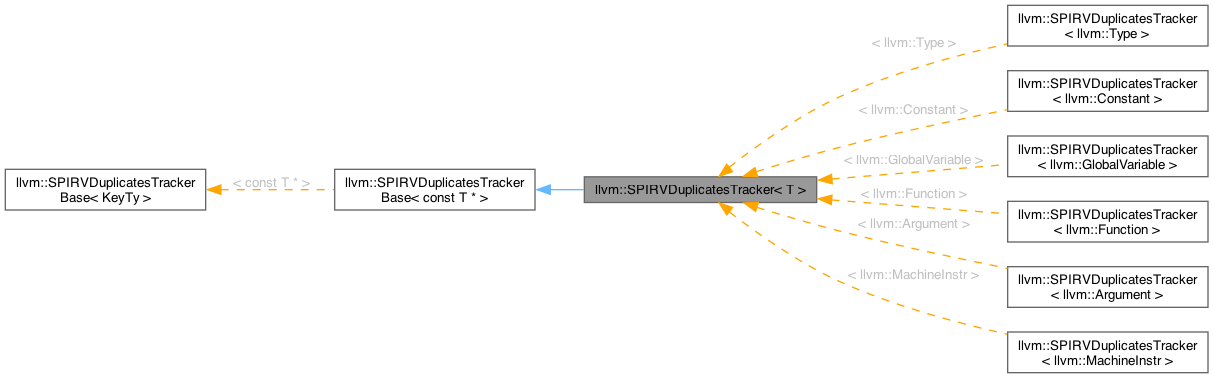 llvm::SPIRVDuplicatesTracker
Base< KeyTy >
< const T * >
llvm::SPIRVDuplicatesTracker
Base< const T * >
llvm::SPIRVDuplicatesTracker< T >
< llvm::Type >
llvm::SPIRVDuplicatesTracker
< llvm::Type >
< llvm::Constant >
llvm::SPIRVDuplicatesTracker
< llvm::Constant >
< llvm::GlobalVariable >
llvm::SPIRVDuplicatesTracker
< llvm::GlobalVariable >
< llvm::Function >
llvm::SPIRVDuplicatesTracker
< llvm::Function >
< llvm::Argument >
llvm::SPIRVDuplicatesTracker
< llvm::Argument >
< llvm::MachineInstr >
llvm::SPIRVDuplicatesTracker
< llvm::MachineInstr >